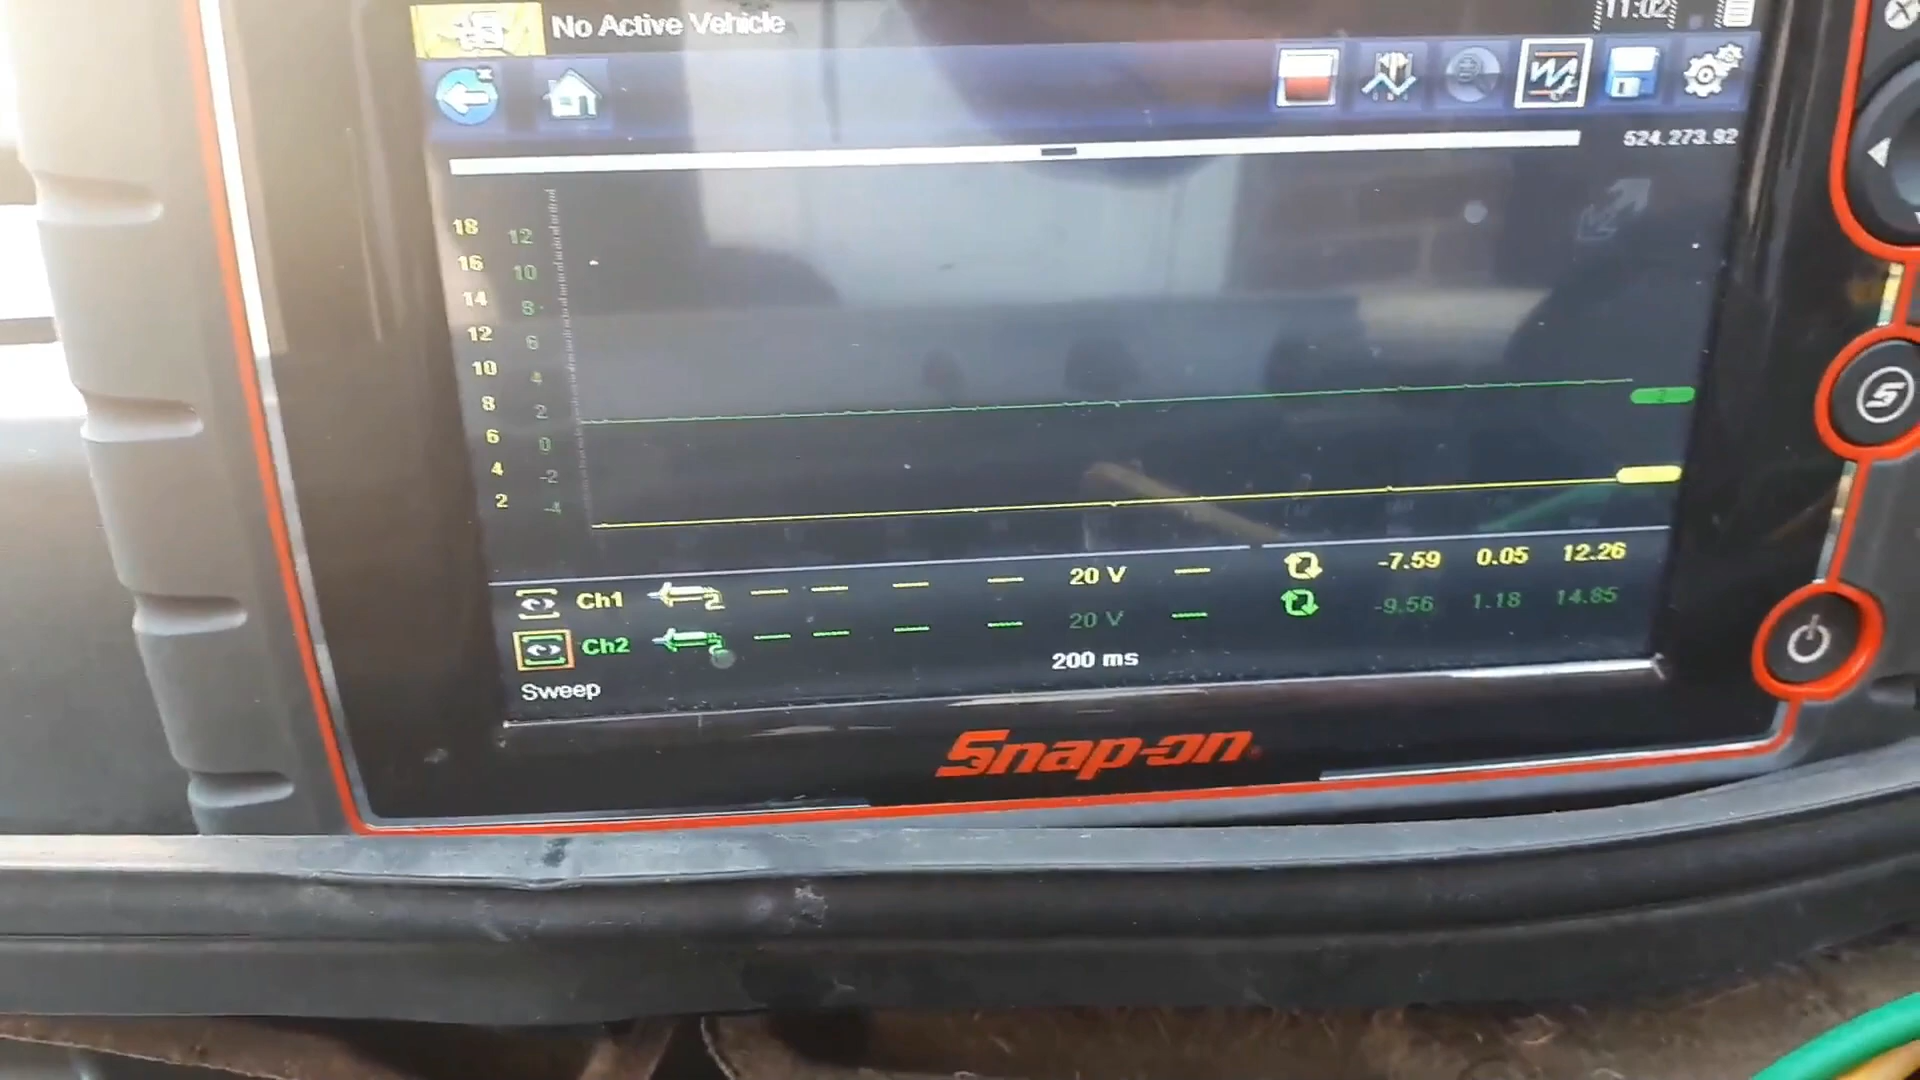 No Active Vehicle 11:02
524.273.92
18 12
16 10
14 8
12 6
10 4
8 2
6 0
4 -2
2 -4
Ch1 20 V -7.59 0.05 12.26
Ch2 20 V -9.56 1.18 14.85
200 ms
Sweep
Snap-on
S